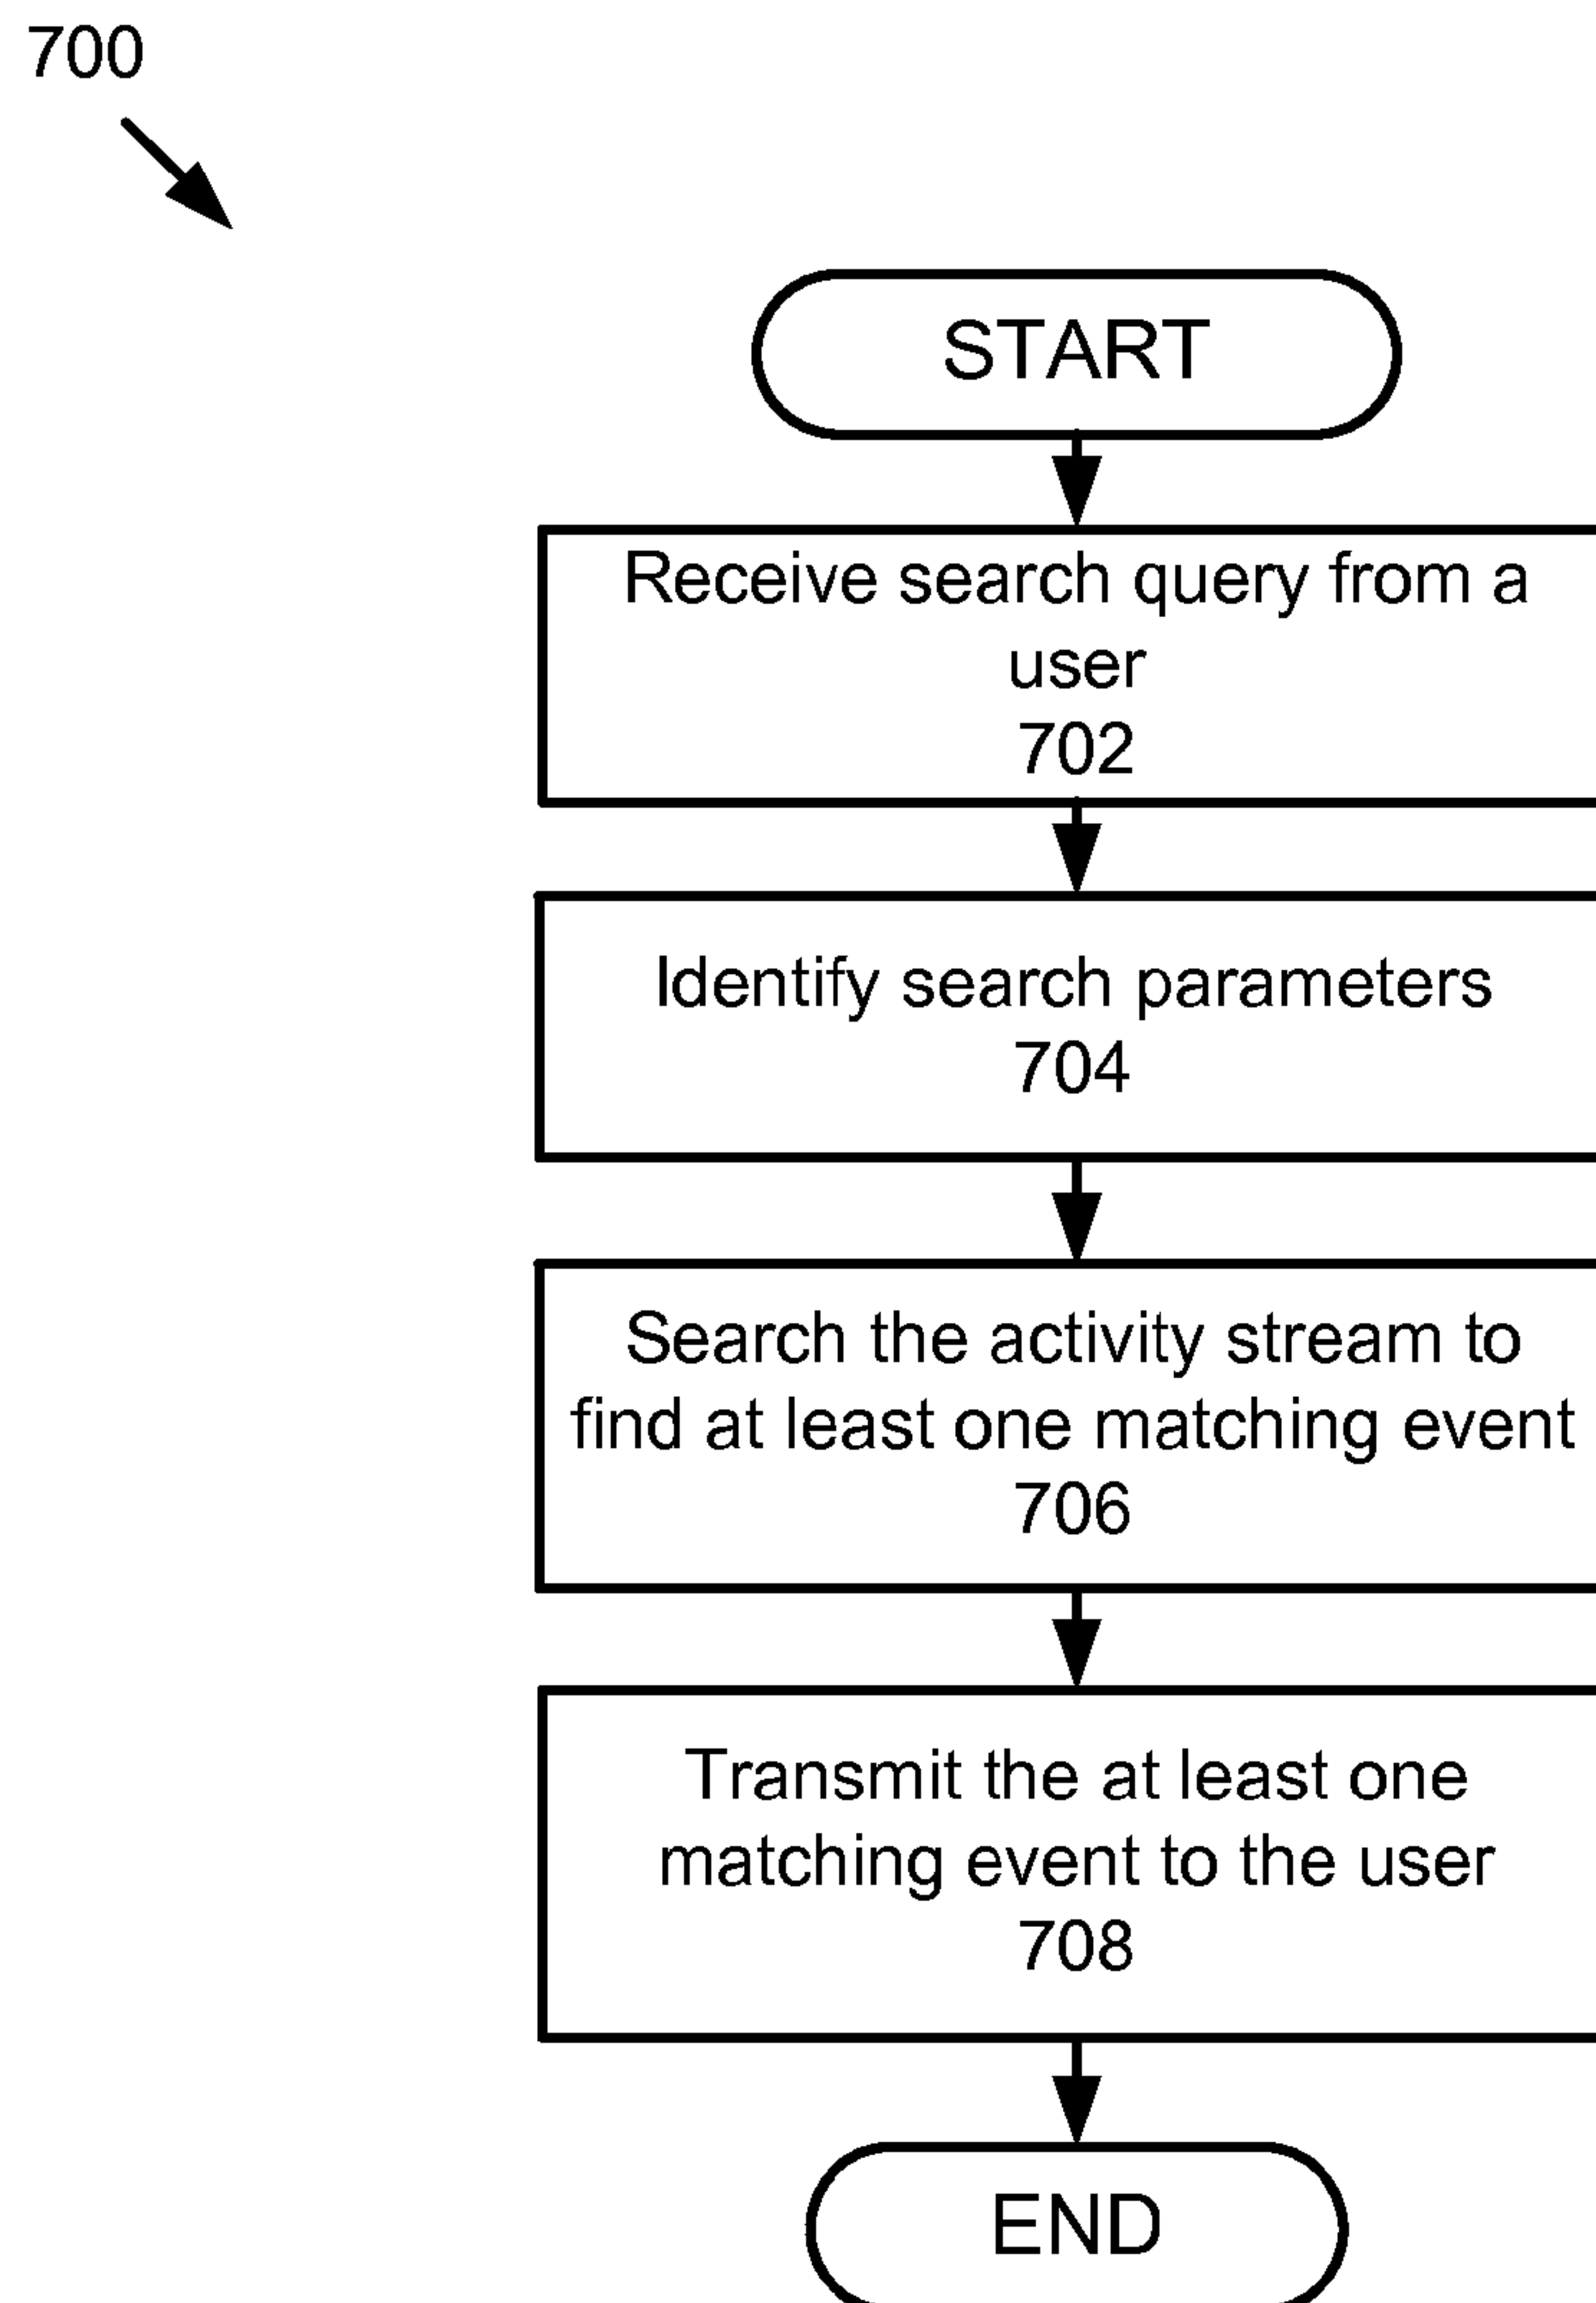 700
START
Receive search query from a
user
702
Identify search parameters
704
Search the activity stream to
find at least one matching event
706
Transmit the at least one
matching event to the user
708
END